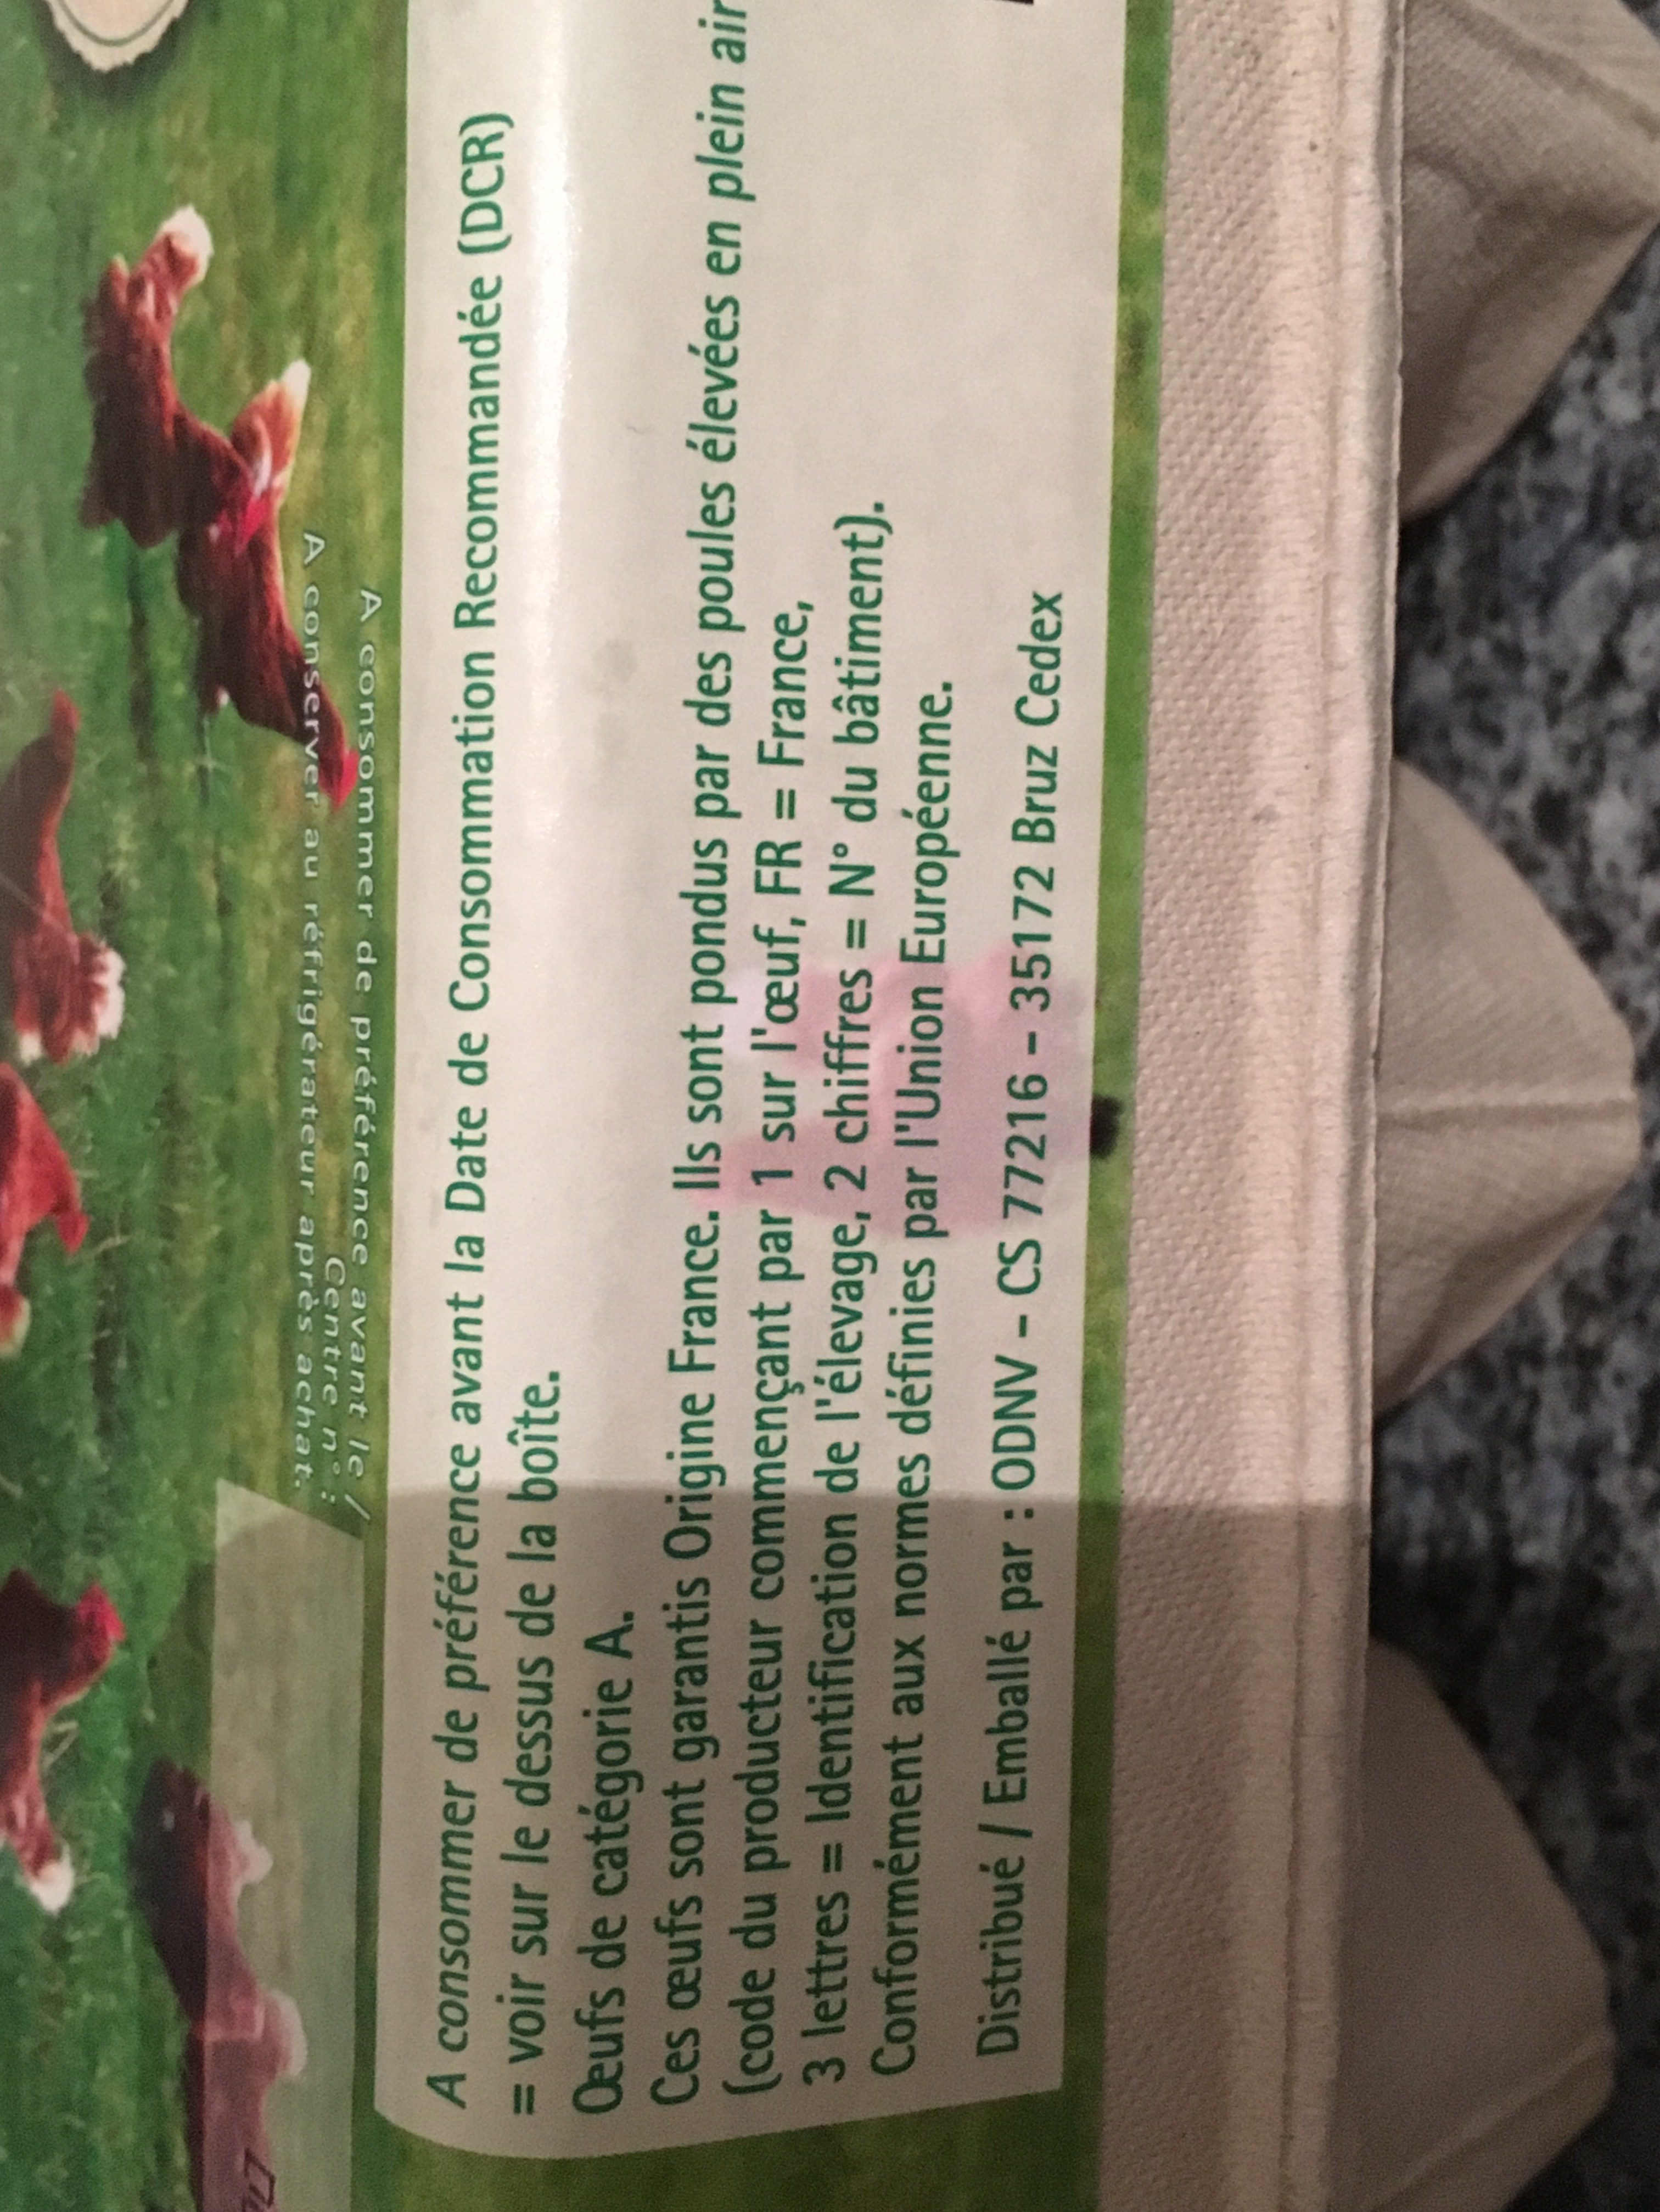 A conserver au réfrigérateur après achat.
Centre n° :
A consommer de préférence avant le /
A consommer de préférence avant la Date de Consommation Recommandée (DCR)
= voir sur le dessus de la boîte.
Œufs de catégorie A.
Ces œufs sont garantis Origine France. Ils sont pondus par des poules élevées en plein air
(code du producteur commençant par 1 sur l'œuf, FR = France,
3 lettres = Identification de l'élevage, 2 chiffres = N° du bâtiment).
Conformément aux normes définies par l'Union Européenne.
Distribué / Emballé par : ODNV – CS 77216 – 35172 Bruz Cedex